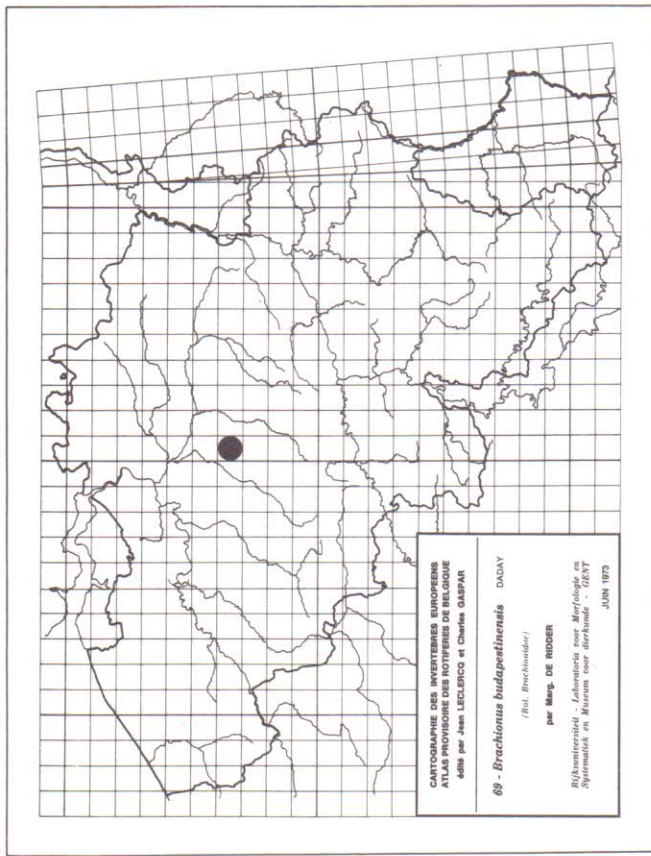 CARTOGRAPHIE DES INVERTEBRES EUROPEENS
ATLAS PROVISOIRE DES ROTIFERES DE BELGIQUE
édité par Jean LECLERCQ et Charles GASPAR
69 - Brachionus budapestinensis DADAY
(Rot. Brachionidae)
par Marg. DE RIDDER
Rijksuniversiteit - Laboratoria voor Morfologie en
Systematiek en Museum voor dierkunde - GENT
JUIN 1973